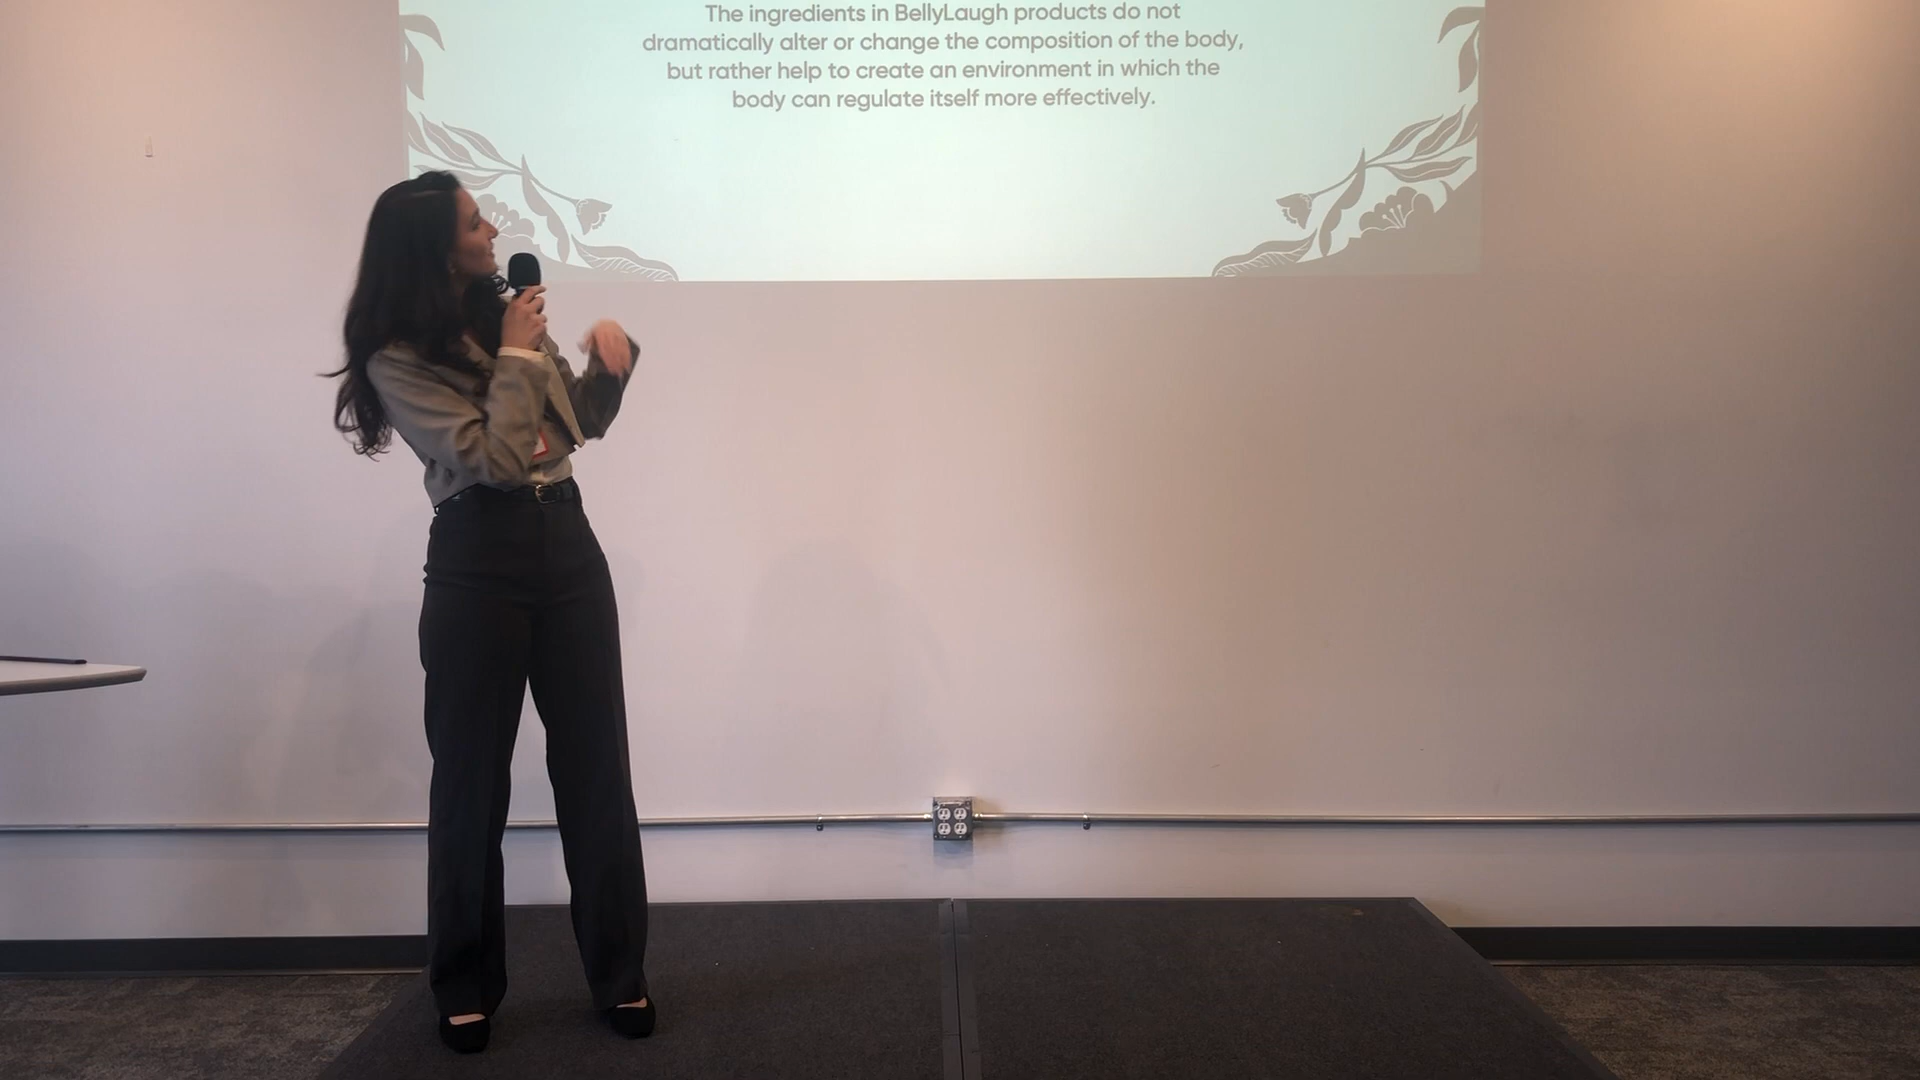 The ingredients in BellyLaugh products do not
dramatically alter or change the composition of the body,
but rather help to create an environment in which the
body can regulate itself more effectively.